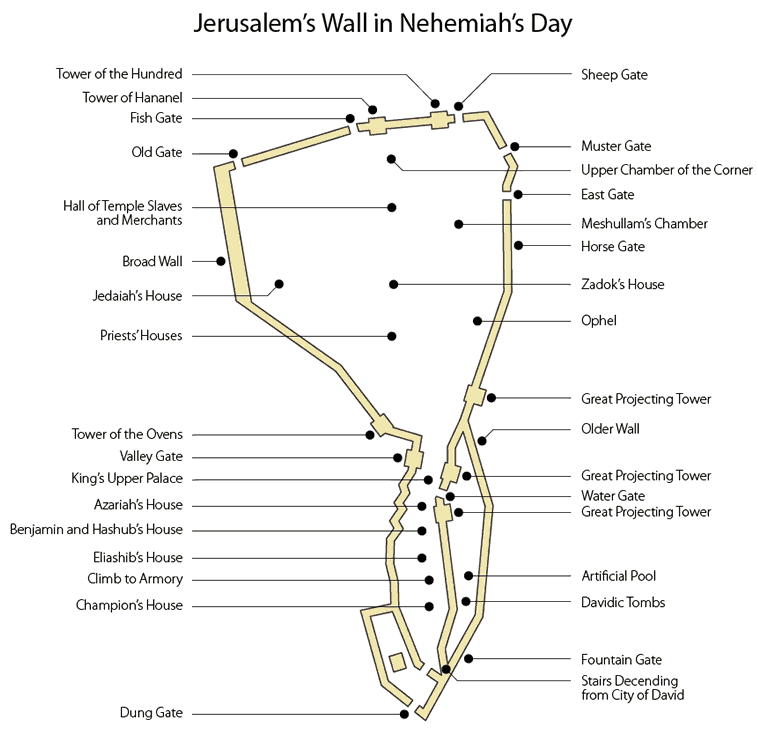 Jerusalem's Wall in Nehemiah's Day
Tower of the Hundred
Tower of Hananel
Fish Gate
Old Gate
Hall of Temple Slaves
and Merchants
Broad Wall
Jedaiah's House
Priests' Houses
Tower of the Ovens
Valley Gate
King's Upper Palace
Azariah's House
Benjamin and Hashub's House
Eliashib's House
Climb to Armory
Champion's House
Dung Gate
Sheep Gate
Muster Gate
Upper Chamber of the Corner
East Gate
Meshullam's Chamber
Horse Gate
Zadok's House
Ophel
Great Projecting Tower
Older Wall
Great Projecting Tower
Water Gate
Great Projecting Tower
Artificial Pool
Davidic Tombs
Fountain Gate
Stairs Decending
from City of David